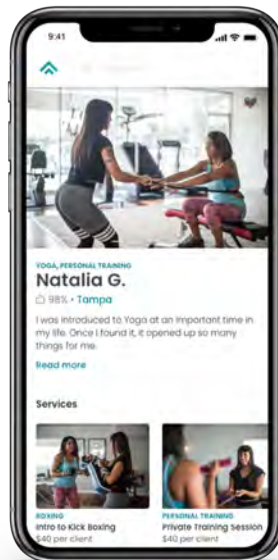 9:41
YOGA, PERSONAL TRAINING
Natalia G.
98% • Tampa
I was introduced to Yoga at an important time in
my life. Once I found it, it opened up so many
things for me.
Read more
Services
BOXING
Intro to Kick Boxing
$40 per client
PERSONAL TRAINING
Private Training Session
$40 per client